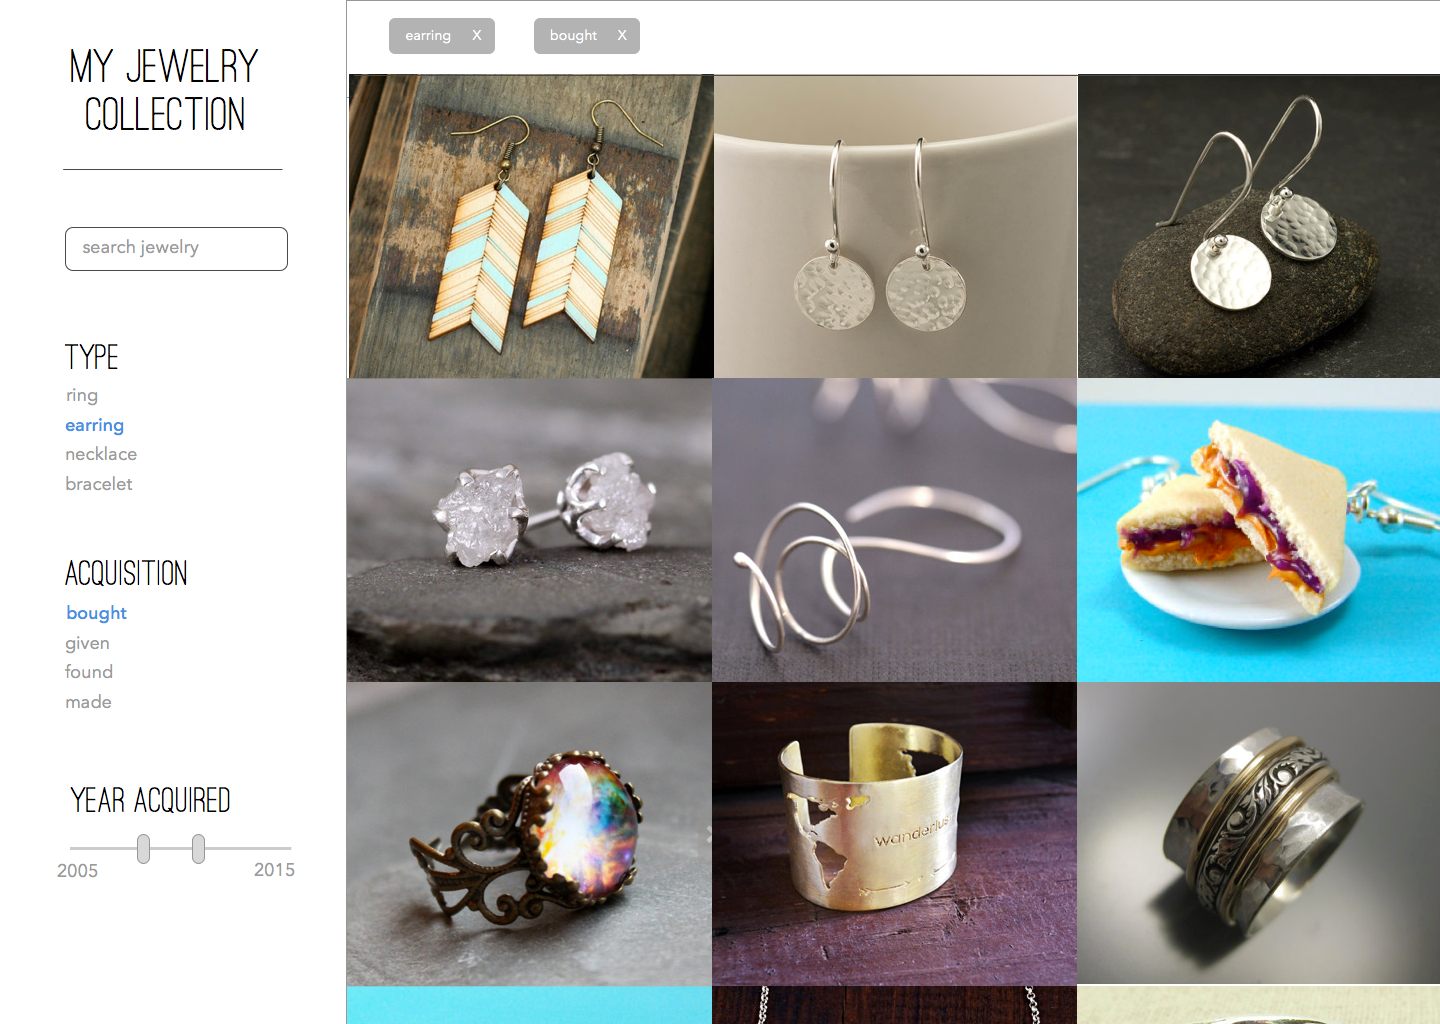 MY JEWELRY
COLLECTION
search jewelry
TYPE
ring
earring
necklace
bracelet
ACQUISITION
bought
given
found
made
YEAR ACQUIRED
2005 2015
earring X bought X
wanderlus